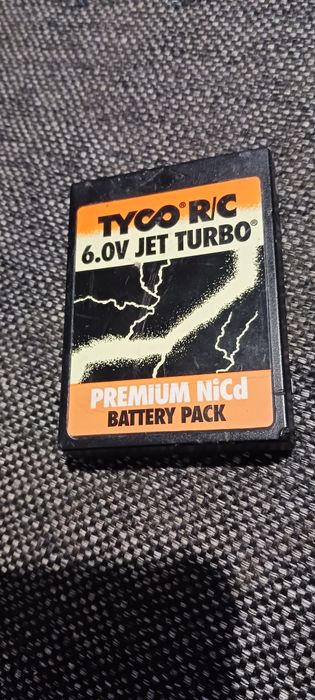 TYCO® R/C
6.0V JET TURBO®
PREMiUM NiCd
BATTERY PACK